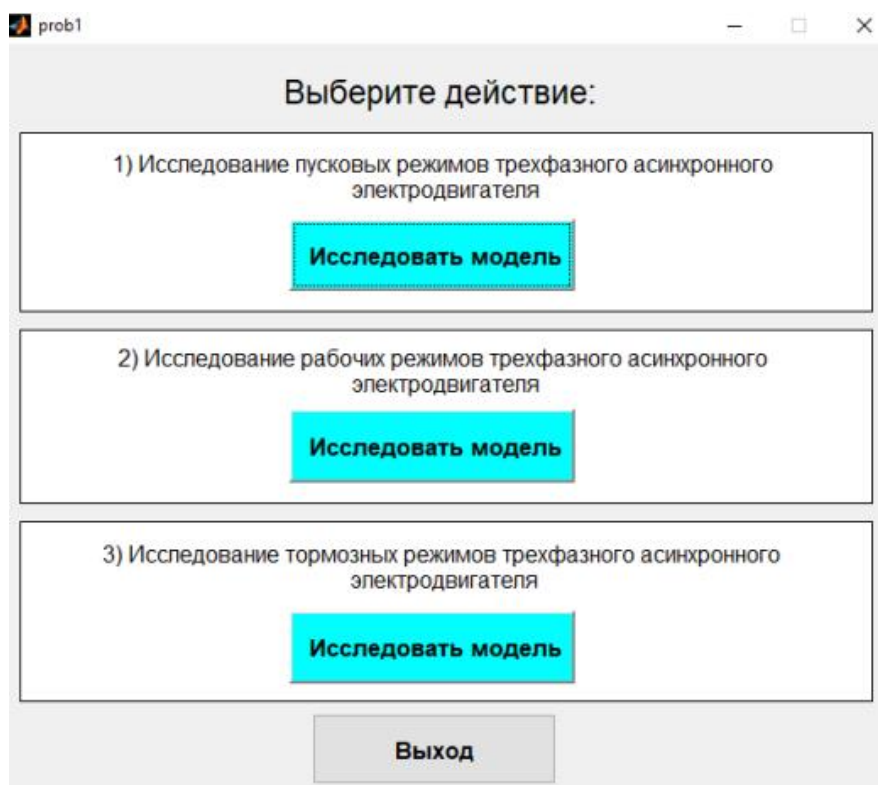 prob1
Выберите действие:
1) Исследование пусковых режимов трехфазного асинхронного
электродвигателя
Исследовать модель
2) Исследование рабочих режимов трехфазного асинхронного
электродвигателя
Исследовать модель
3) Исследование тормозных режимов трехфазного асинхронного
электродвигателя
Исследовать модель
Выход